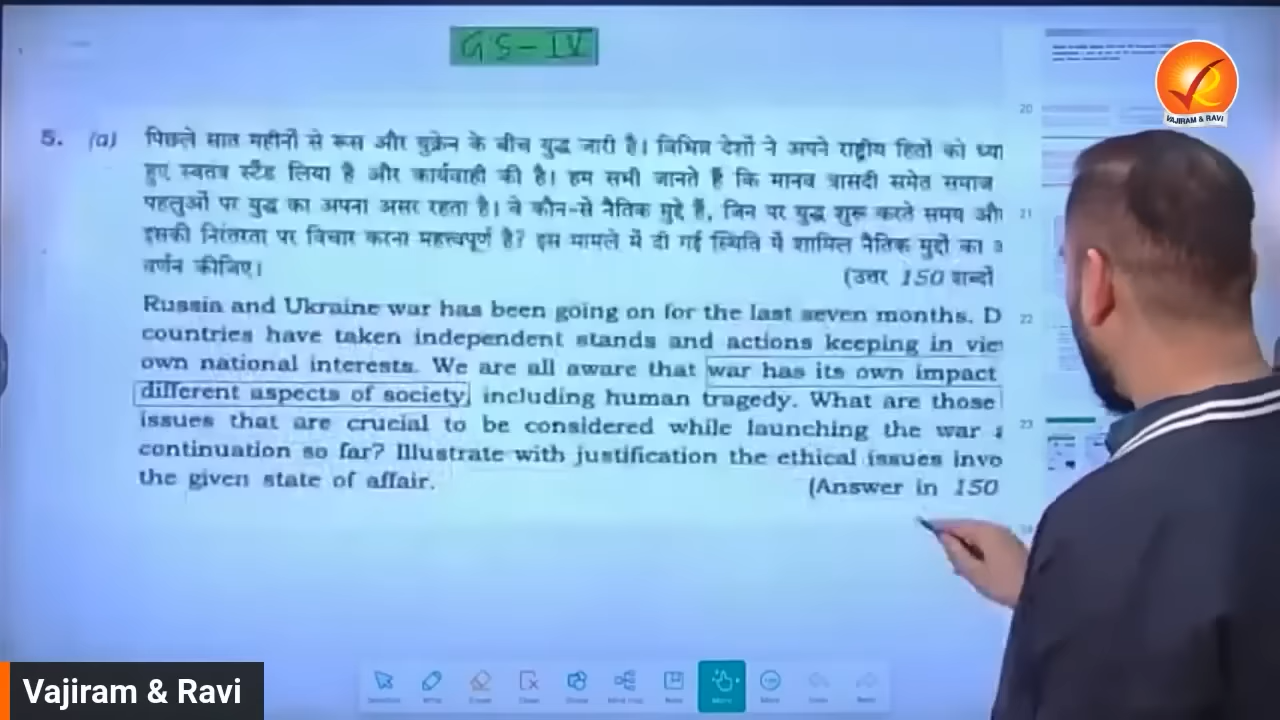 GS-IV
VAJIRAM & RAVI
5. (a) पिछले सात महीनों से रूस और युक्रेन के बीच युद्ध जारी है। विभिन्न देशों ने अपने राष्ट्रीय हितों को ध्या
हुए स्वतंत्र स्टैंड लिया है और कार्यवाही की है। हम सभी जानते हैं कि मानव त्रासदी समेत समाज
पहलुओं पर युद्ध का अपना असर रहता है। वे कौन-से नैतिक मुद्दे हैं, जिन पर युद्ध शुरू करते समय औ
इसकी निरंतरता पर विचार करना महत्त्वपूर्ण है? इस मामले में दी गई स्थिति में शामिल नैतिक मुद्दों का
वर्णन कीजिए। (उत्तर 150 शब्दों
Russia and Ukraine war has been going on for the last seven months. D
countries have taken independent stands and actions keeping in vie
own national interests. We are all aware that war has its own impact
different aspects of society, including human tragedy. What are those
issues that are crucial to be considered while launching the war
continuation so far? Illustrate with justification the ethical issues invo
the given state of affair. (Answer in 150
20
21
22
23
Vajiram & Ravi